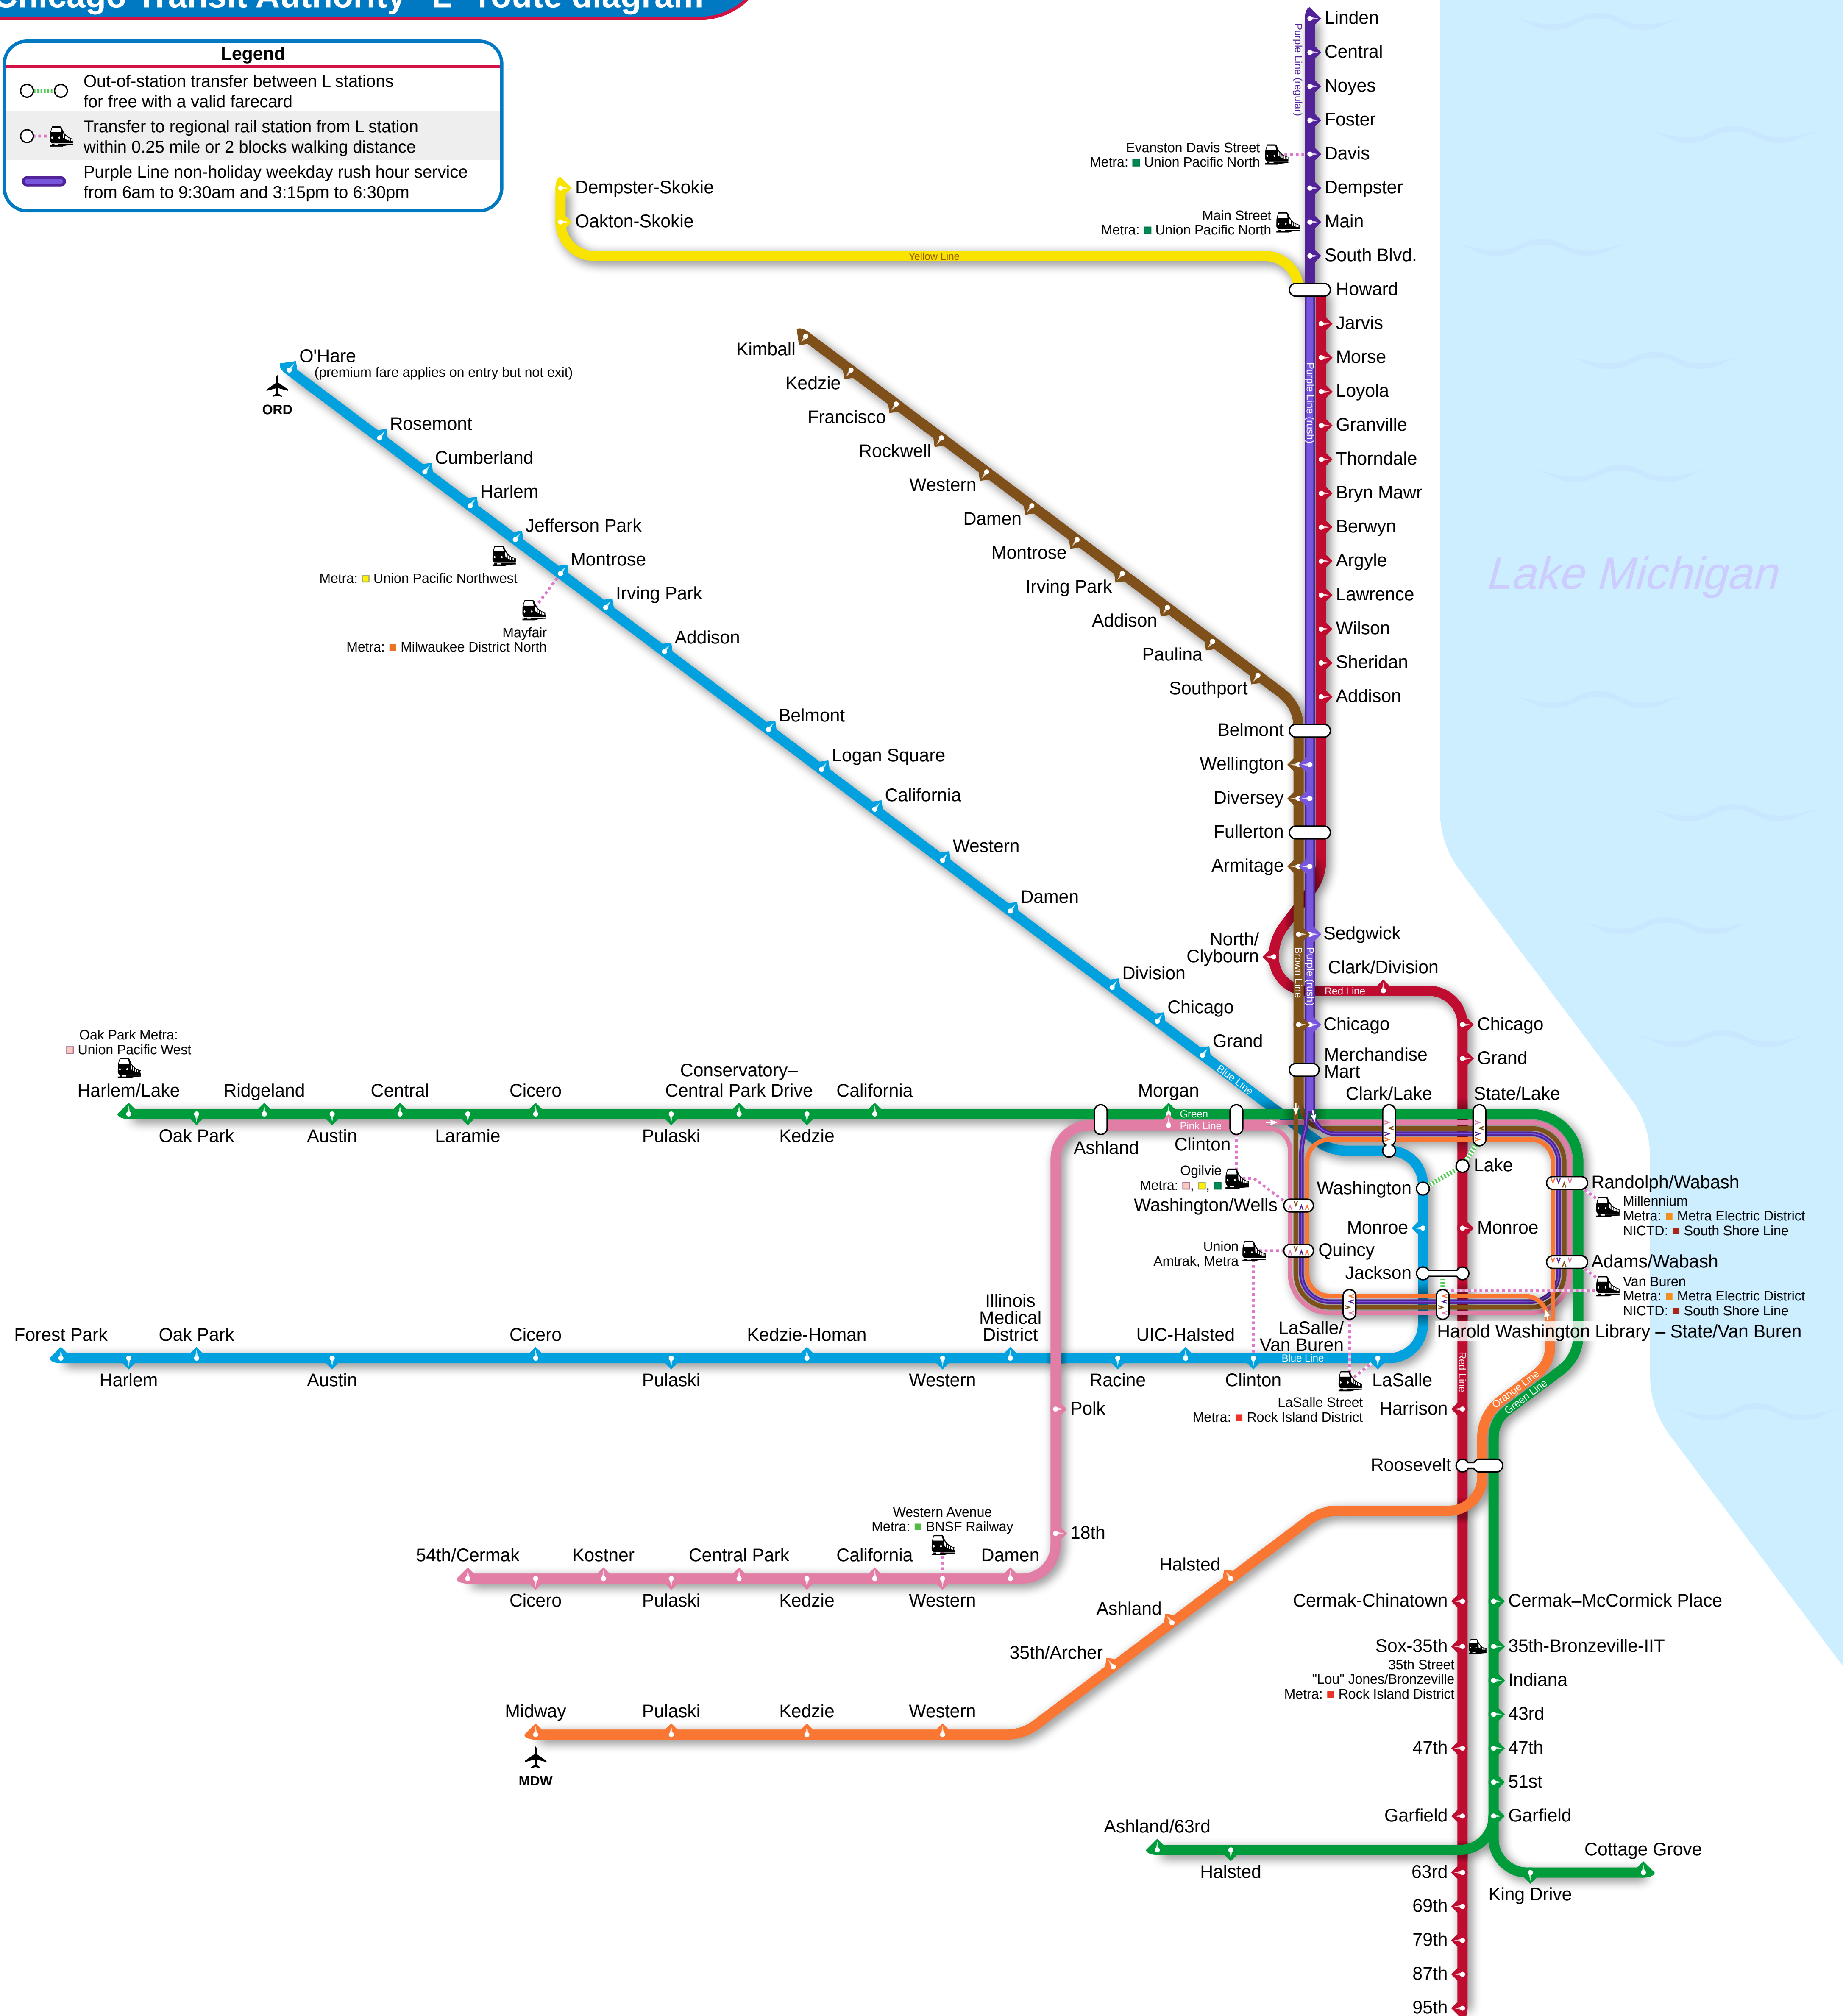 Chicago Transit Authority "L" route diagram
Legend
Out-of-station transfer between L stations
for free with a valid farecard
Transfer to regional rail station from L station
within 0.25 mile or 2 blocks walking distance
Purple Line non-holiday weekday rush hour service
from 6am to 9:30am and 3:15pm to 6:30pm
Linden
Central
Noyes
Foster
Davis
Dempster
Main
South Blvd.
Howard
Purple Line (regular)
Evanston Davis Street
Metra: Union Pacific North
Main Street
Metra: Union Pacific North
Dempster-Skokie
Oakton-Skokie
Yellow Line
Jarvis
Morse
Loyola
Granville
Thorndale
Bryn Mawr
Berwyn
Argyle
Lawrence
Wilson
Sheridan
Addison
Purple Line (rush)
Lake Michigan
Kimball
Kedzie
Francisco
Rockwell
Western
Damen
Montrose
Irving Park
Addison
Paulina
Southport
Belmont
Wellington
Diversey
Fullerton
Armitage
O'Hare
(premium fare applies on entry but not exit)
ORD
Rosemont
Cumberland
Harlem
Jefferson Park
Metra: Union Pacific Northwest
Montrose
Mayfair
Metra: Milwaukee District North
Irving Park
Addison
Belmont
Logan Square
California
Western
Damen
Division
Chicago
Grand
Blue Line
North/
Clybourn
Sedgwick
Brown Line
Purple (rush)
Clark/Division
Red Line
Chicago
Merchandise
Mart
Chicago
Grand
Clark/Lake
State/Lake
Oak Park Metra:
Union Pacific West
Harlem/Lake
Oak Park
Ridgeland
Austin
Central
Laramie
Cicero
Pulaski
Conservatory–
Central Park Drive
Kedzie
California
Ashland
Morgan
Green
Pink Line
Clinton
Ogilvie
Metra: , ,
Washington/Wells
Union
Amtrak, Metra
Quincy
Washington
Monroe
Jackson
Lake
Monroe
Randolph/Wabash
Millennium
Metra: Metra Electric District
NICTD: South Shore Line
Adams/Wabash
Van Buren
Metra: Metra Electric District
NICTD: South Shore Line
LaSalle/
Van Buren
Harold Washington Library – State/Van Buren
Forest Park
Harlem
Oak Park
Austin
Cicero
Pulaski
Kedzie-Homan
Western
Illinois
Medical
District
Racine
UIC-Halsted
Clinton
Blue Line
LaSalle
LaSalle Street
Metra: Rock Island District
Red Line
Orange Line
Green Line
Harrison
Roosevelt
Polk
18th
54th/Cermak
Cicero
Kostner
Pulaski
Central Park
Kedzie
California
Western Avenue
Metra: BNSF Railway
Western
Damen
Halsted
Ashland
35th/Archer
Midway
MDW
Pulaski
Kedzie
Western
Cermak-Chinatown
Sox-35th
35th Street
"Lou" Jones/Bronzeville
Metra: Rock Island District
47th
Garfield
63rd
69th
79th
87th
95th
Cermak–McCormick Place
35th-Bronzeville-IIT
Indiana
43rd
47th
51st
Garfield
Ashland/63rd
Halsted
Cottage Grove
King Drive